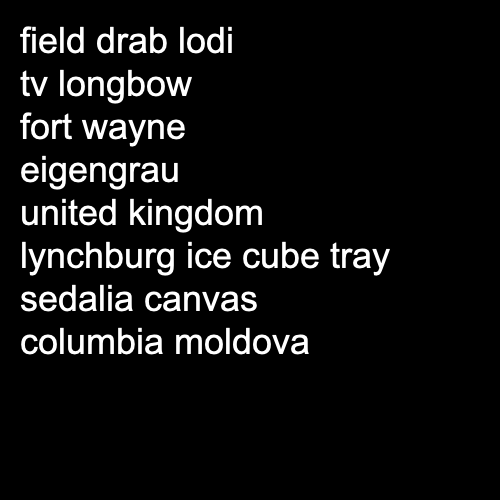 field drab lodi
tv longbow
fort wayne
eigengrau
united kingdom
lynchburg ice cube tray
sedalia canvas
columbia moldova